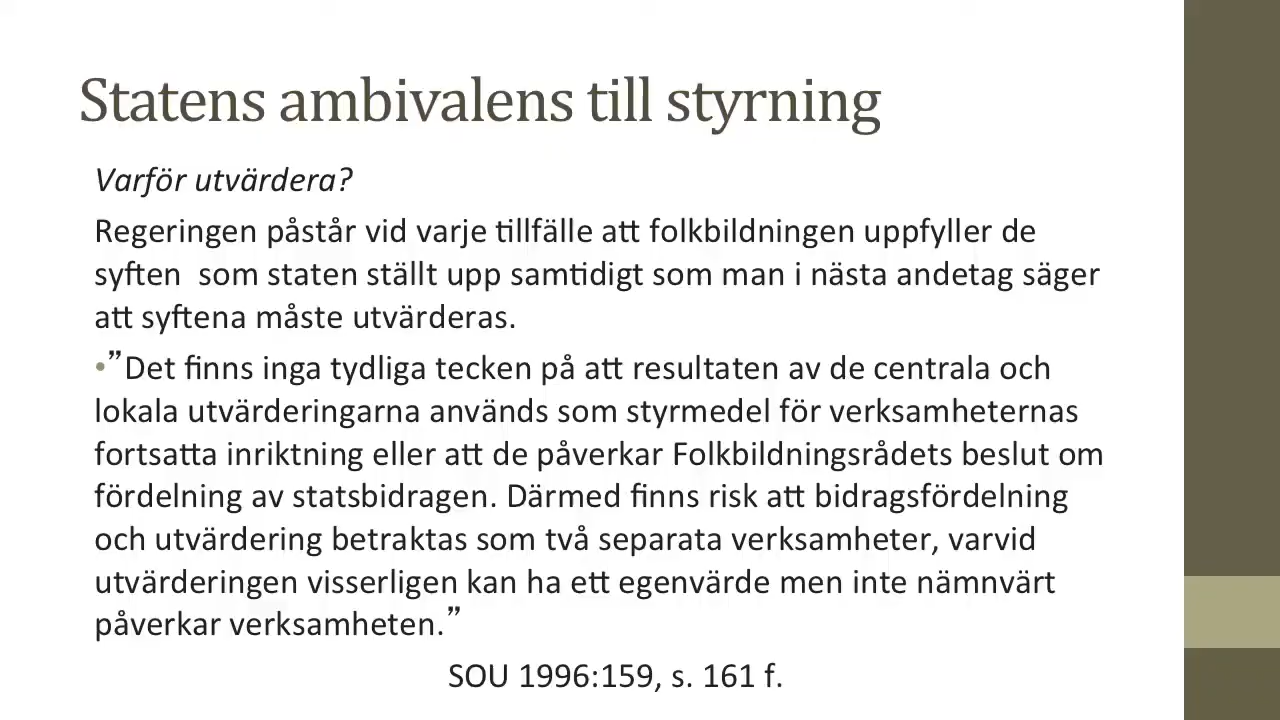 Statens ambivalens till styrning
Varför utvärdera?
Regeringen påstår vid varje tillfälle att folkbildningen uppfyller de
syften  som staten ställt upp samtidigt som man i nästa andetag säger
att syftena måste utvärderas.
•”Det finns inga tydliga tecken på att resultaten av de centrala och
lokala utvärderingarna används som styrmedel för verksamheternas
fortsatta inriktning eller att de påverkar Folkbildningsrådets beslut om
fördelning av statsbidragen. Därmed finns risk att bidragsfördelning
och utvärdering betraktas som två separata verksamheter, varvid
utvärderingen visserligen kan ha ett egenvärde men inte nämnvärt
påverkar verksamheten.”
SOU 1996:159, s. 161 f.